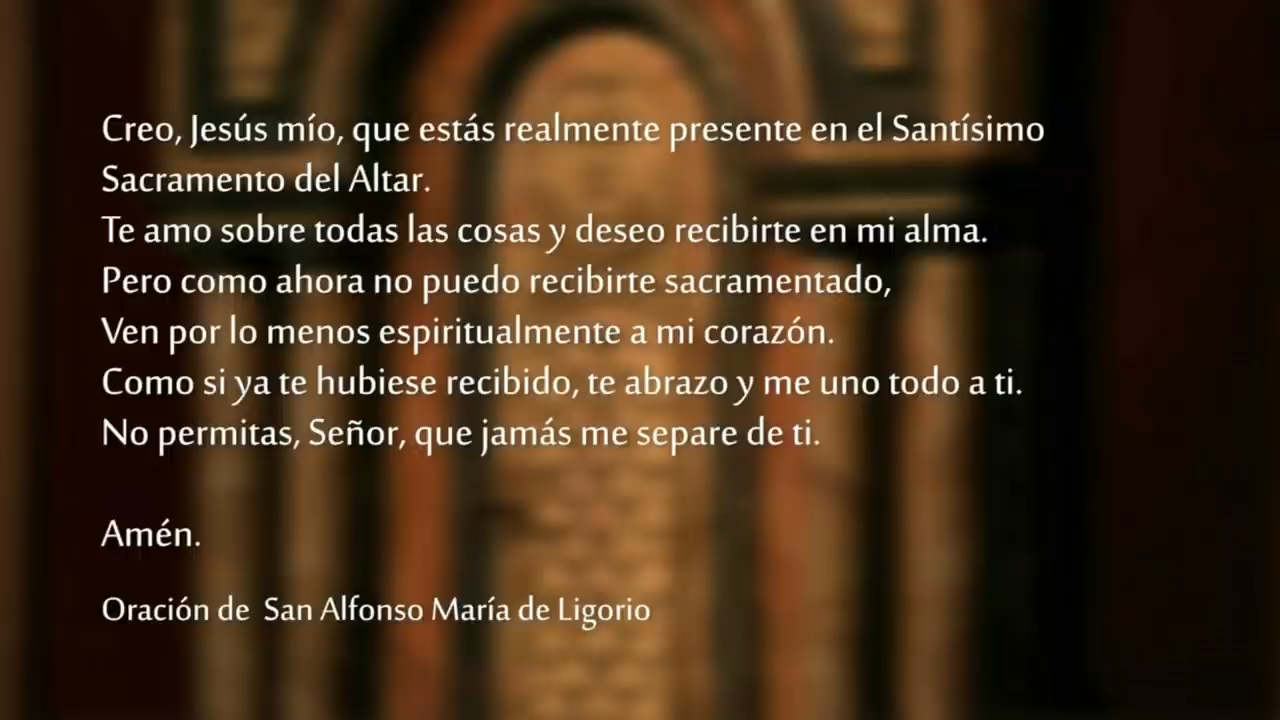 Creo, Jesús mío, que estás realmente presente en el Santísimo
Sacramento del Altar.
Te amo sobre todas las cosas y deseo recibirte en mi alma.
Pero como ahora no puedo recibirte sacramentado,
Ven por lo menos espiritualmente a mi corazón.
Como si ya te hubiese recibido, te abrazo y me uno todo a ti.
No permitas, Señor, que jamás me separe de ti.
Amén.
Oración de San Alfonso María de Ligorio